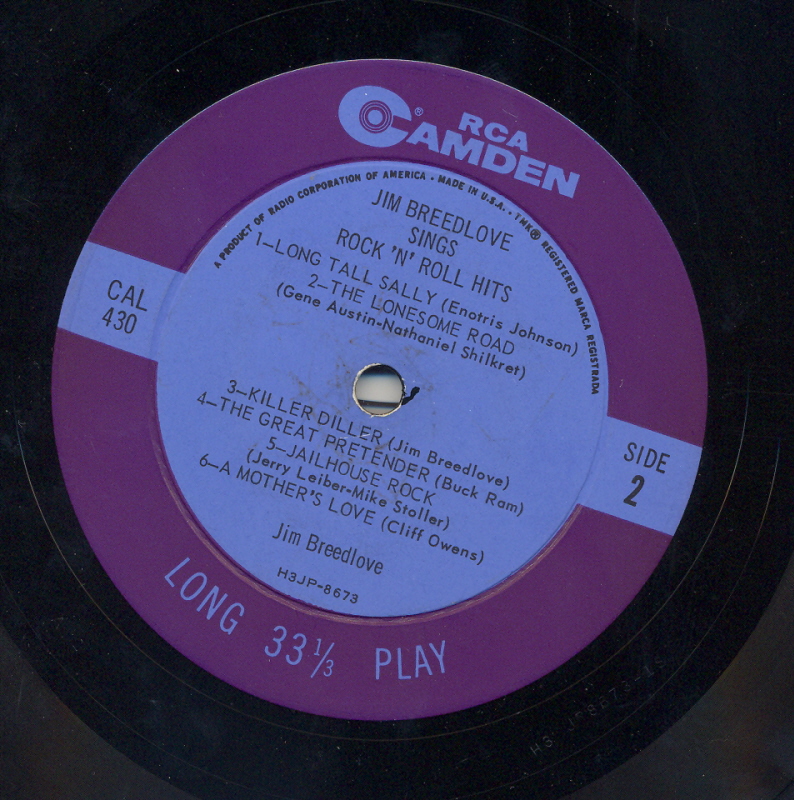 RCA
CAMDEN®
A PRODUCT OF RADIO CORPORATION OF AMERICA • MADE IN U.S.A. • TMK® REGISTERED MARCA REGISTRADA
JIM BREEDLOVE
SINGS
ROCK 'N' ROLL HITS
1—LONG TALL SALLY (Enotris Johnson)
2—THE LONESOME ROAD
(Gene Austin-Nathaniel Shilkret)
CAL
430
3—KILLER DILLER (Jim Breedlove)
4—THE GREAT PRETENDER (Buck Ram)
5—JAILHOUSE ROCK
(Jerry Leiber-Mike Stoller)
6—A MOTHER'S LOVE (Cliff Owens)
SIDE
2
Jim Breedlove
H3JP-8673
LONG 33⅓ PLAY